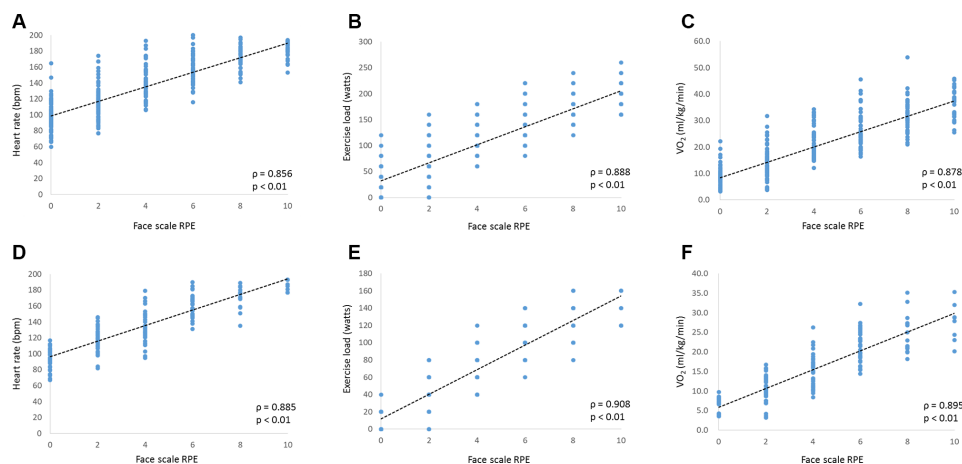 A
Heart rate (bpm)
200
180
160
140
120
100
80
60
40
20
0
0 2 4 6 8 10
Face scale RPE
ρ = 0.856
p < 0.01
B
Exercise load (watts)
300
250
200
150
100
50
0
0 2 4 6 8 10
Face scale RPE
ρ = 0.888
p < 0.01
C
VO₂ (ml/kg/min)
60.0
50.0
40.0
30.0
20.0
10.0
0.0
0 2 4 6 8 10
Face scale RPE
ρ = 0.878
p < 0.01
D
Heart rate (bpm)
200
180
160
140
120
100
80
60
40
20
0
0 2 4 6 8 10
Face scale RPE
ρ = 0.885
p < 0.01
E
Exercise load (watts)
180
160
140
120
100
80
60
40
20
0
0 2 4 6 8 10
Face scale RPE
ρ = 0.908
p < 0.01
F
VO₂ (ml/kg/min)
40.0
35.0
30.0
25.0
20.0
15.0
10.0
5.0
0.0
0 2 4 6 8 10
Face scale RPE
ρ = 0.895
p < 0.01